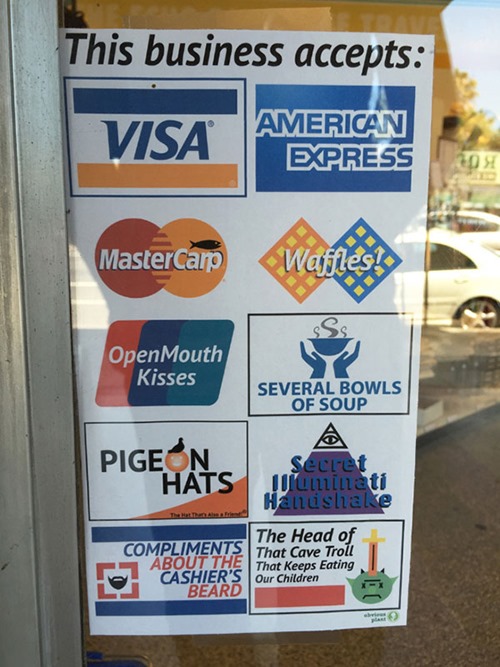 This business accepts:
VISA®
AMERICAN
EXPRESS
MasterCarp
Waffles!
OpenMouth
Kisses
SEVERAL BOWLS
OF SOUP
PIGEON
HATS
The Hat That's Also a Friend!®
Secret
Illuminati
Handshake
COMPLIMENTS
ABOUT THE
CASHIER'S
BEARD
The Head of
That Cave Troll
That Keeps Eating
Our Children
obvious
plant